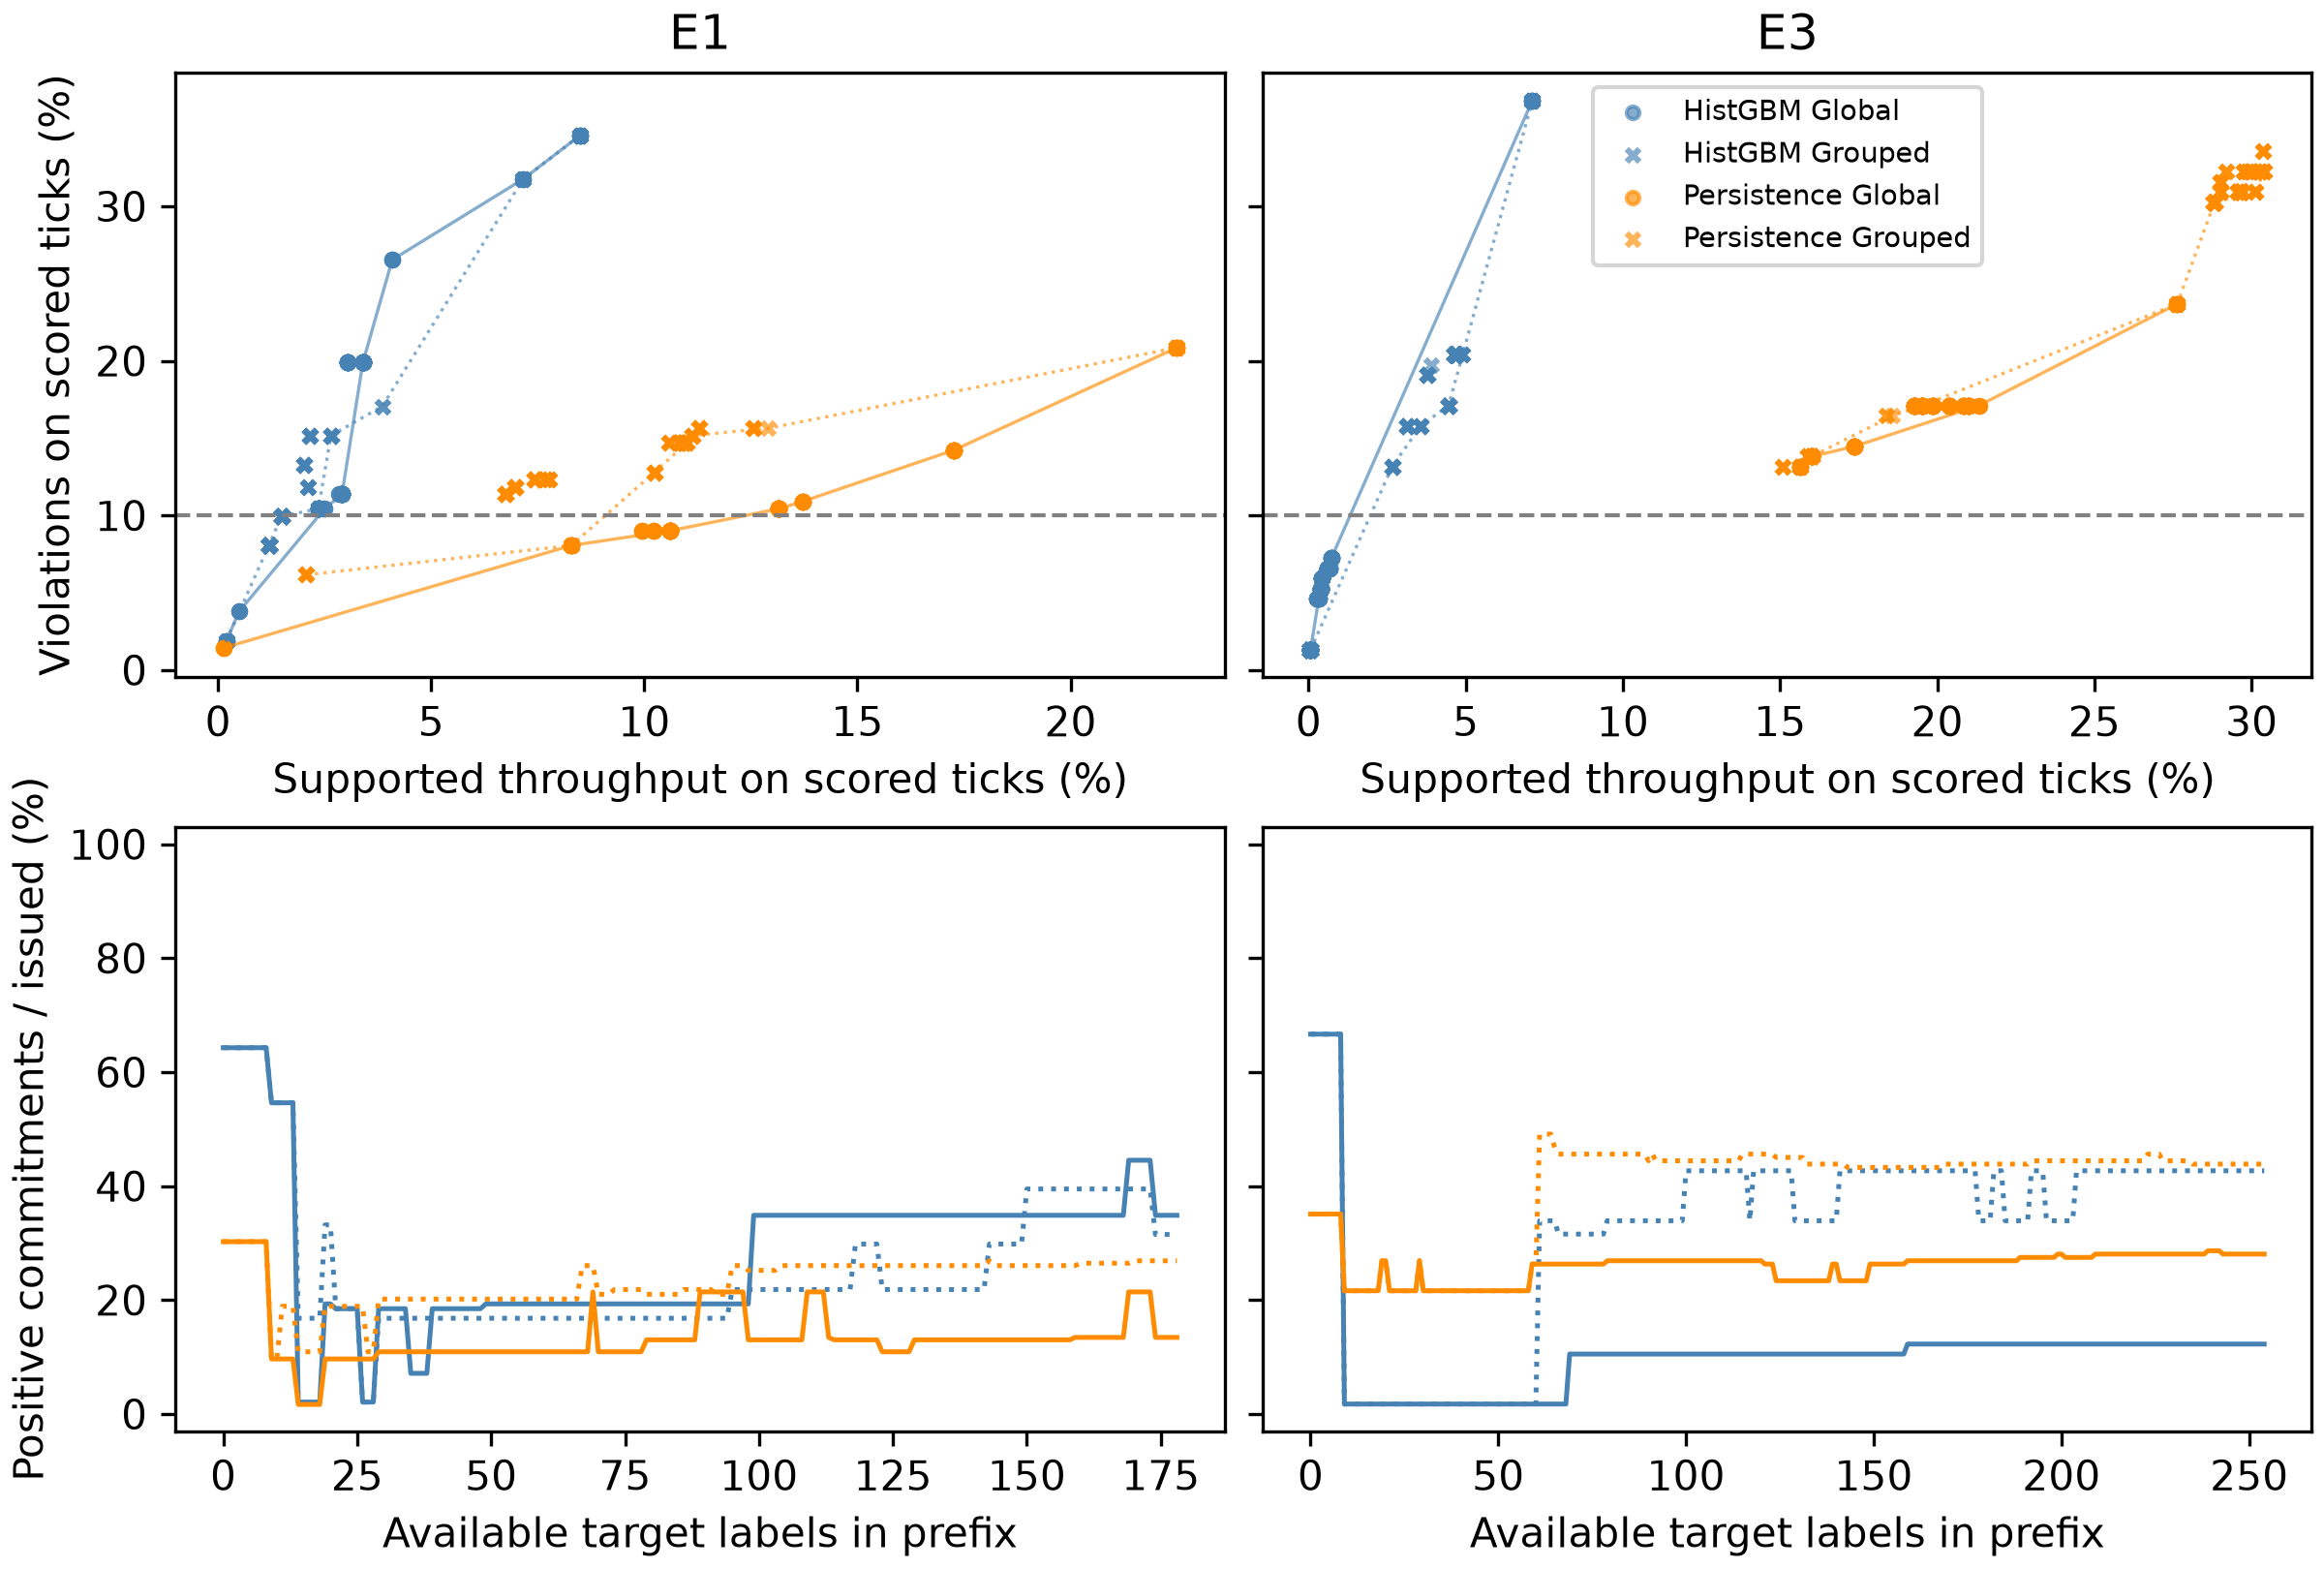 E1
E3
Violations on scored ticks (%)
30
20
10
0
HistGBM Global
HistGBM Grouped
Persistence Global
Persistence Grouped
0 5 10 15 20
0 5 10 15 20 25 30
Supported throughput on scored ticks (%)
Supported throughput on scored ticks (%)
Positive commitments / issued (%)
100
80
60
40
20
0
0 25 50 75 100 125 150 175
0 50 100 150 200 250
Available target labels in prefix
Available target labels in prefix